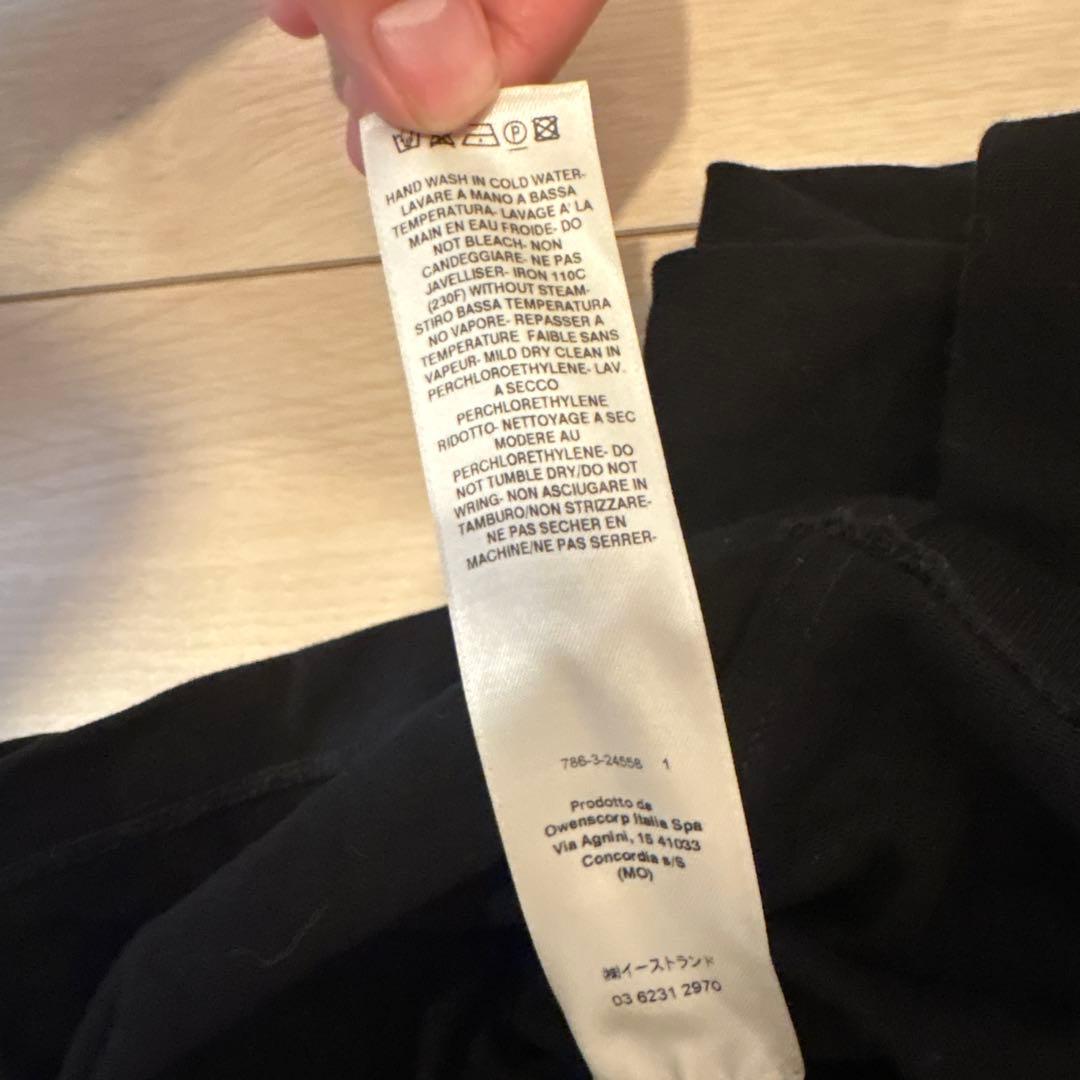 P
HAND WASH IN COLD WATER-
LAVARE A MANO A BASSA
TEMPERATURA- LAVAGE A' LA
MAIN EN EAU FROIDE- DO
NOT BLEACH- NON
CANDEGGIARE- NE PAS
JAVELLISER- IRON 110C
(230F) WITHOUT STEAM-
STIRO BASSA TEMPERATURA
NO VAPORE- REPASSER A
TEMPERATURE FAIBLE SANS
VAPEUR- MILD DRY CLEAN IN
PERCHLOROETHYLENE- LAV.
A SECCO
PERCHLORETHYLENE
RIDOTTO- NETTOYAGE A SEC
MODERE AU
PERCHLORETHYLENE- DO
NOT TUMBLE DRY/DO NOT
WRING- NON ASCIUGARE IN
TAMBURO/NON STRIZZARE-
NE PAS SECHER EN
MACHINE/NE PAS SERRER-
786-3-24558 1
Prodotto da
Owenscorp Italia Spa
Via Agnini, 15 41033
Concordia s/S
(MO)
㈱イーストランド
03 6231 2970